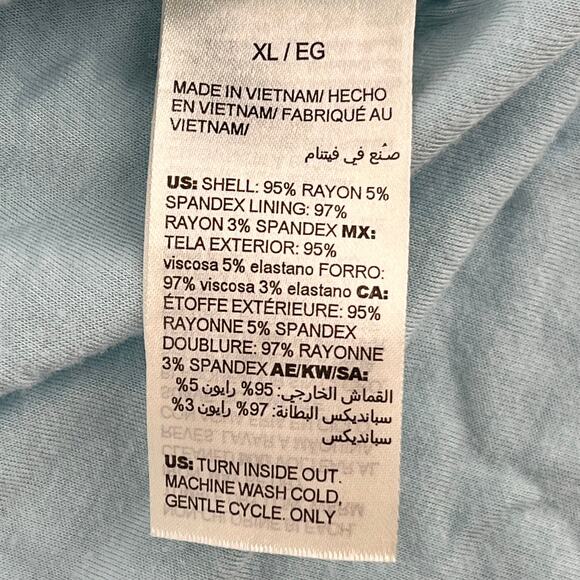 XL / EG
MADE IN VIETNAM/ HECHO
EN VIETNAM/ FABRIQUÉ AU
VIETNAM/
صُنع في فيتنام
US: SHELL: 95% RAYON 5%
SPANDEX LINING: 97%
RAYON 3% SPANDEX MX:
TELA EXTERIOR: 95%
viscosa 5% elastano FORRO:
97% viscosa 3% elastano CA:
ÉTOFFE EXTÉRIEURE: 95%
RAYONNE 5% SPANDEX
DOUBLURE: 97% RAYONNE
3% SPANDEX AE/KW/SA:
القماش الخارجي: 95% رايون 5%
سبانديكس البطانة: 97% رايون 3%
سبانديكس
US: TURN INSIDE OUT.
MACHINE WASH COLD,
GENTLE CYCLE. ONLY